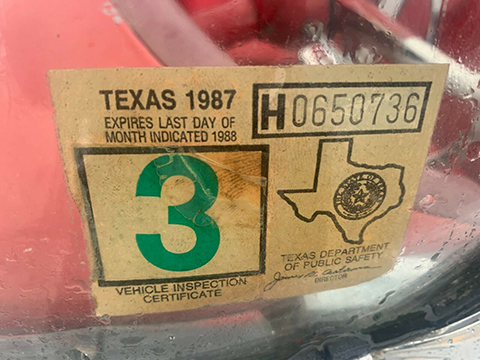 TEXAS 1987
EXPIRES LAST DAY OF
MONTH INDICATED 1988
H0650736
3
VEHICLE INSPECTION
CERTIFICATE
TEXAS DEPARTMENT
OF PUBLIC SAFETY
DIRECTOR